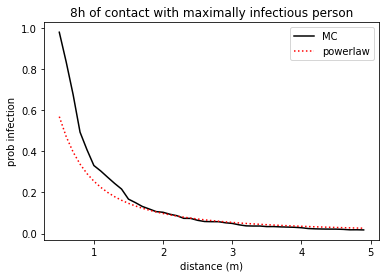 8h of contact with maximally infectious person
1.0
0.8
0.6
0.4
0.2
0.0
prob infection
MC
powerlaw
1
2
3
4
5
distance (m)